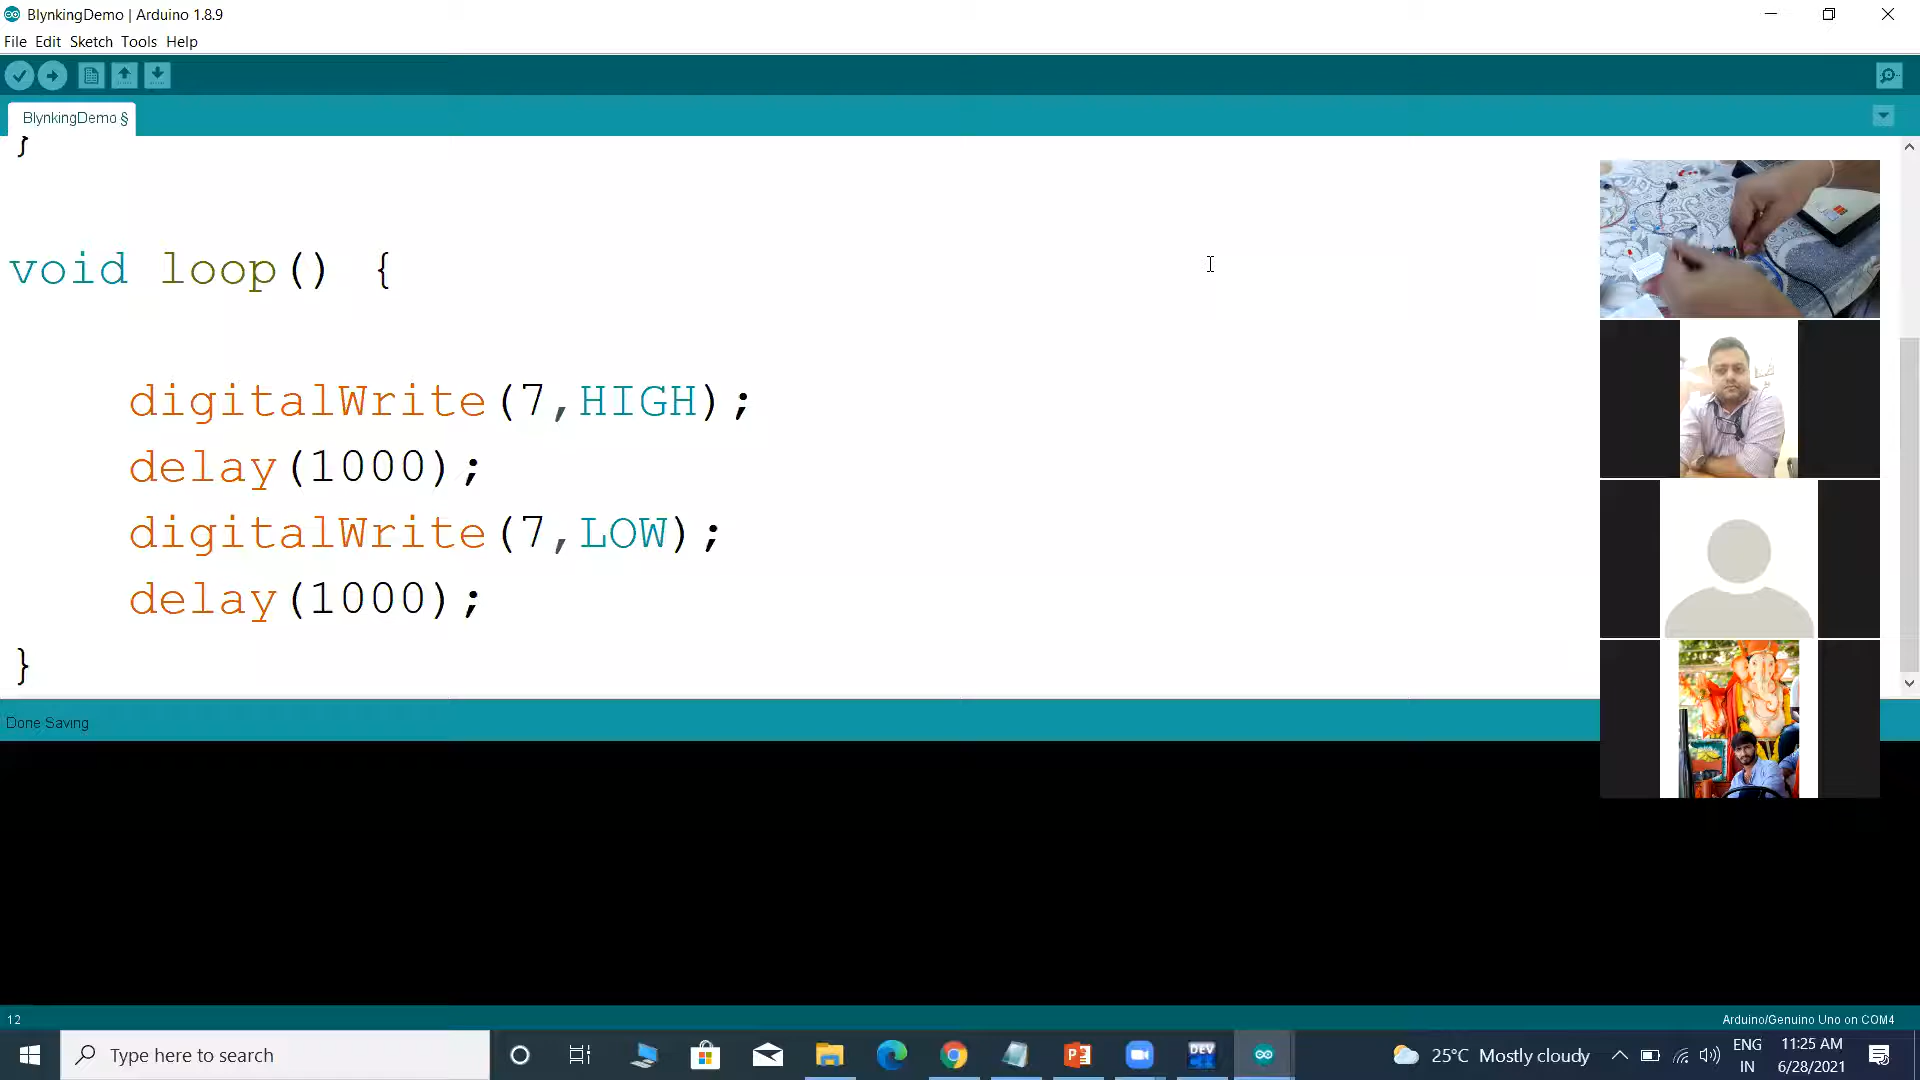 BlynkingDemo | Arduino 1.8.9
File Edit Sketch Tools Help
BlynkingDemo §
}
void loop() {
digitalWrite(7,HIGH);
delay(1000);
digitalWrite(7,LOW);
delay(1000);
}
Done Saving
12
Arduino/Genuino Uno on COM4
Type here to search
DEV
25°C Mostly cloudy
ENG
IN
11:25 AM
6/28/2021